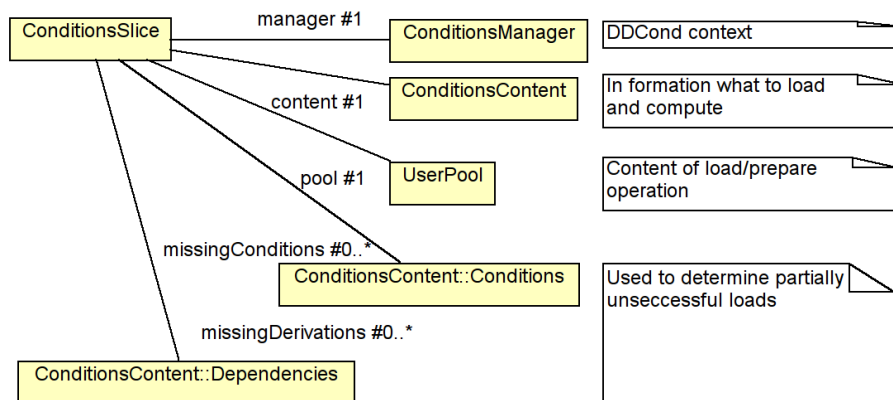 manager #1
ConditionsSlice
ConditionsManager
DDCond context
ConditionsContent
In formation what to load
and compute
content #1
UserPool
Content of load/prepare
operation
pool #1
missingConditions #0..*
ConditionsContent::Conditions
Used to determine partially
unseccessful loads
missingDerivations #0..*
ConditionsContent::Dependencies